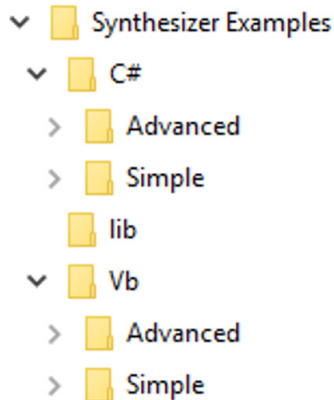 Synthesizer Examples
C#
Advanced
Simple
lib
Vb
Advanced
Simple